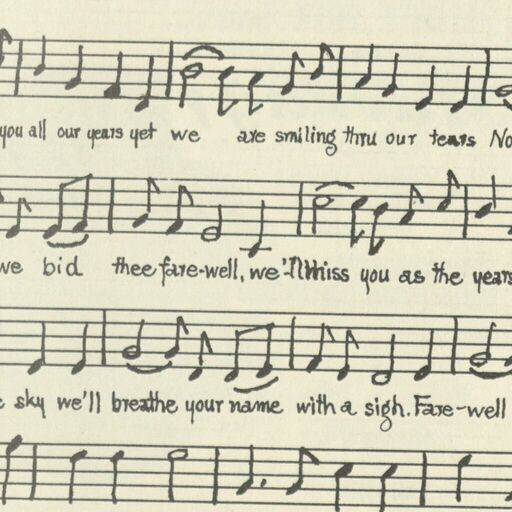 you all our years yet we are smiling thru our tears No
we bid thee fare-well, we'll miss you as the years
sky we'll breathe your name with a sigh. Fare-well